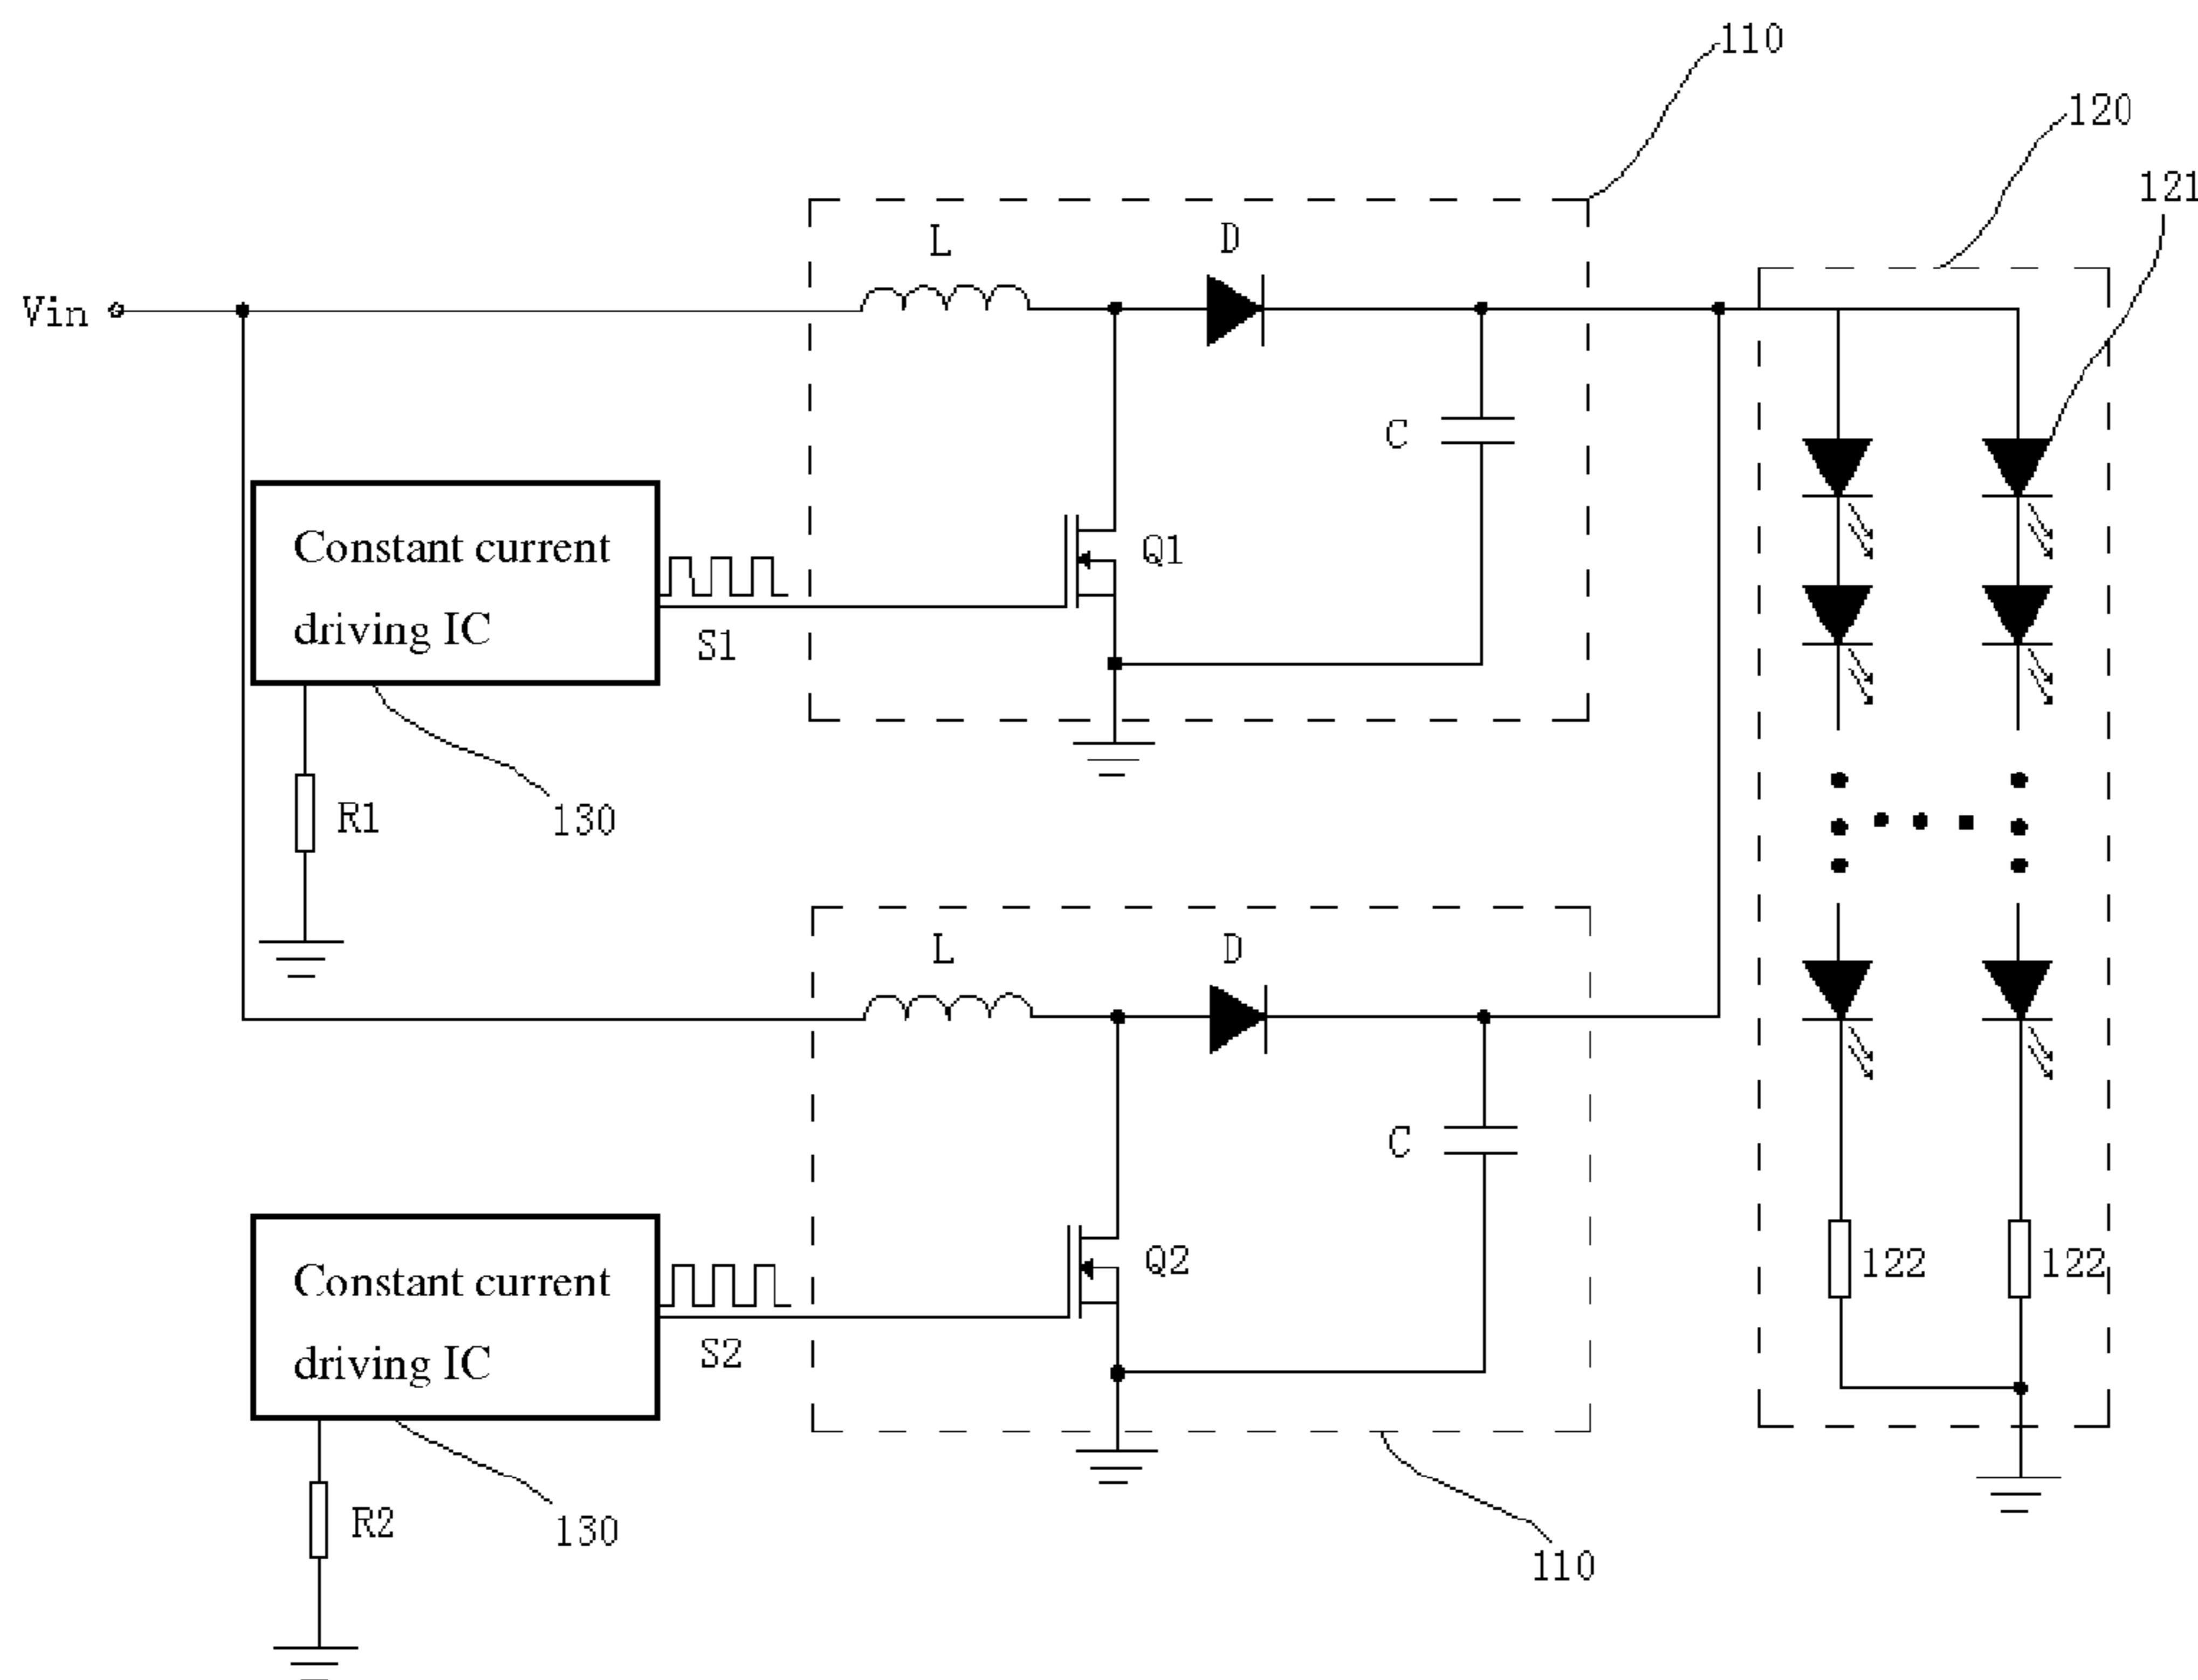 110
120
121
L
D
Vin
C
Constant current
driving IC
Q1
S1
R1
130
L
D
C
Constant current
driving IC
Q2
S2
122
122
R2
130
110